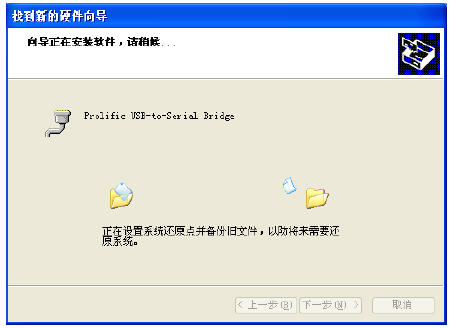 找到新的硬件向导
向导正在安装软件，请稍候...
Prolific USB-to-Serial Bridge
正在设置系统还原点并备份旧文件，以防将来需要还
原系统。
< 上一步(B) 下一步(N) > 取消